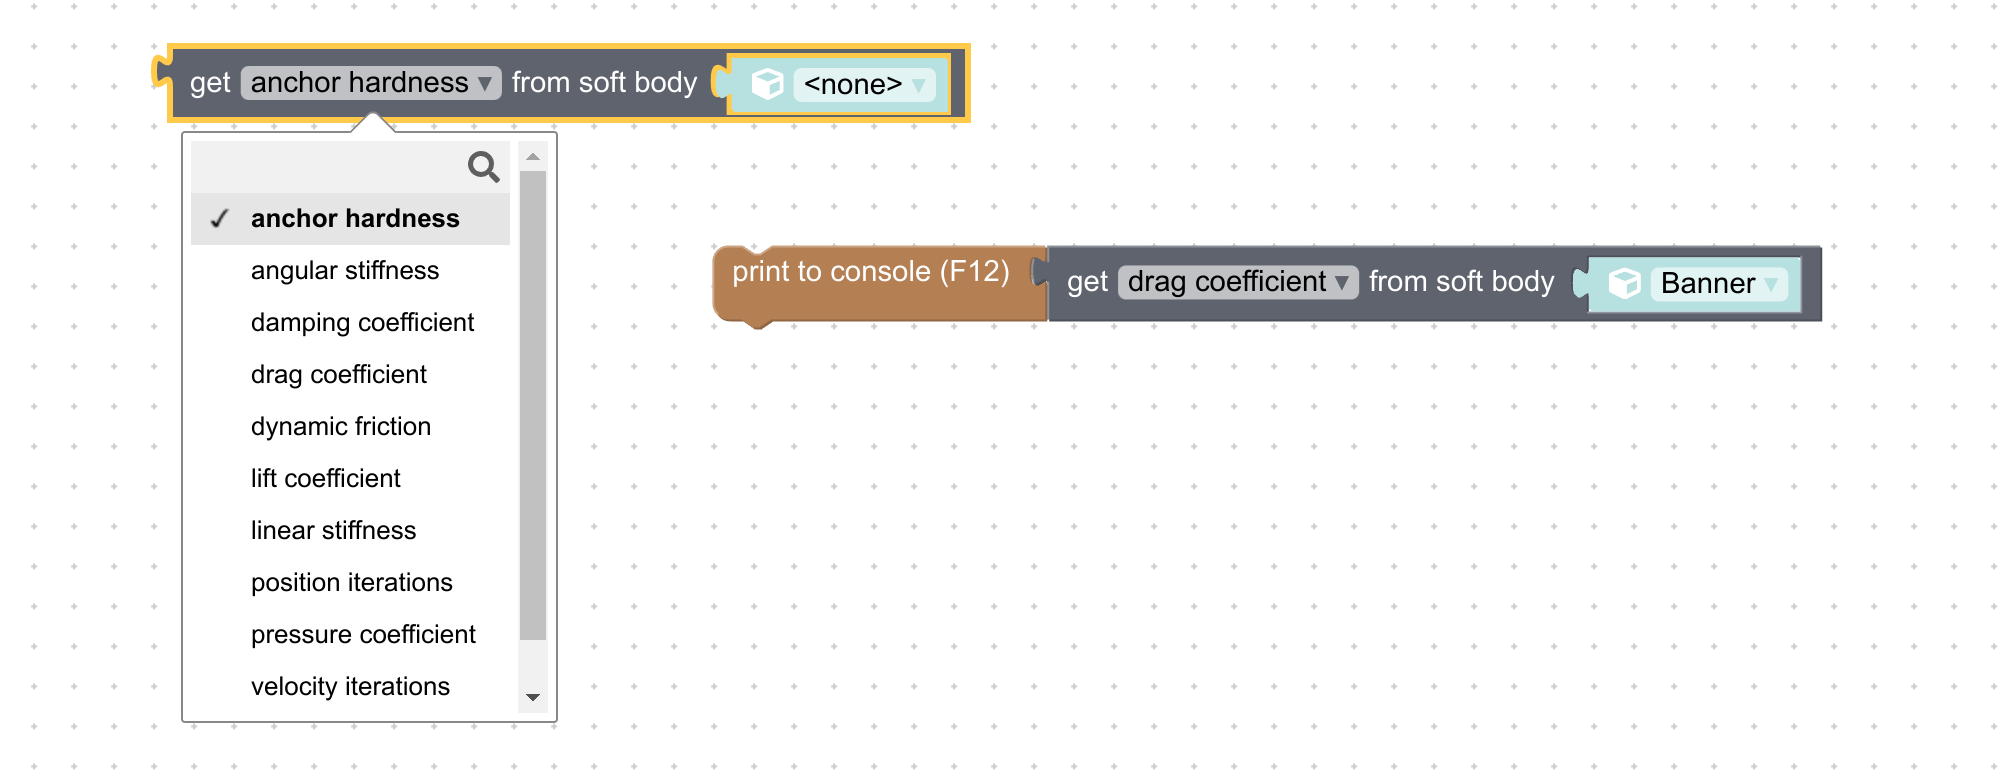 get anchor hardness ▾ from soft body <none> ▾
✓ anchor hardness
angular stiffness
damping coefficient
drag coefficient
dynamic friction
lift coefficient
linear stiffness
position iterations
pressure coefficient
velocity iterations
print to console (F12) get drag coefficient ▾ from soft body Banner ▾